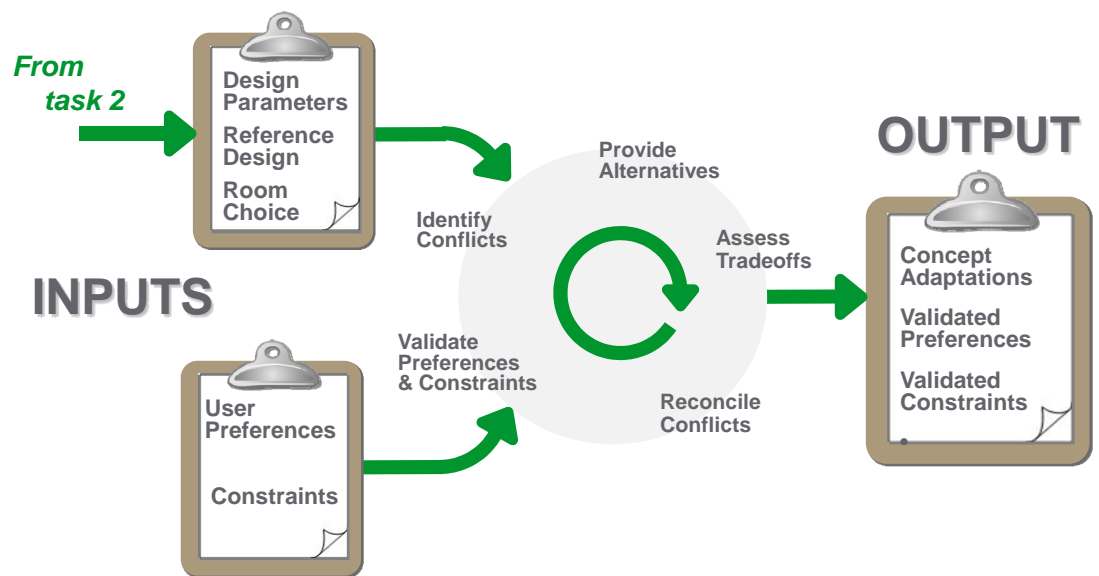 From
task 2
Design
Parameters
Reference
Design
Room
Choice
INPUTS
User
Preferences
Constraints
Identify
Conflicts
Validate
Preferences
& Constraints
Provide
Alternatives
Assess
Tradeoffs
Reconcile
Conflicts
OUTPUT
Concept
Adaptations
Validated
Preferences
Validated
Constraints